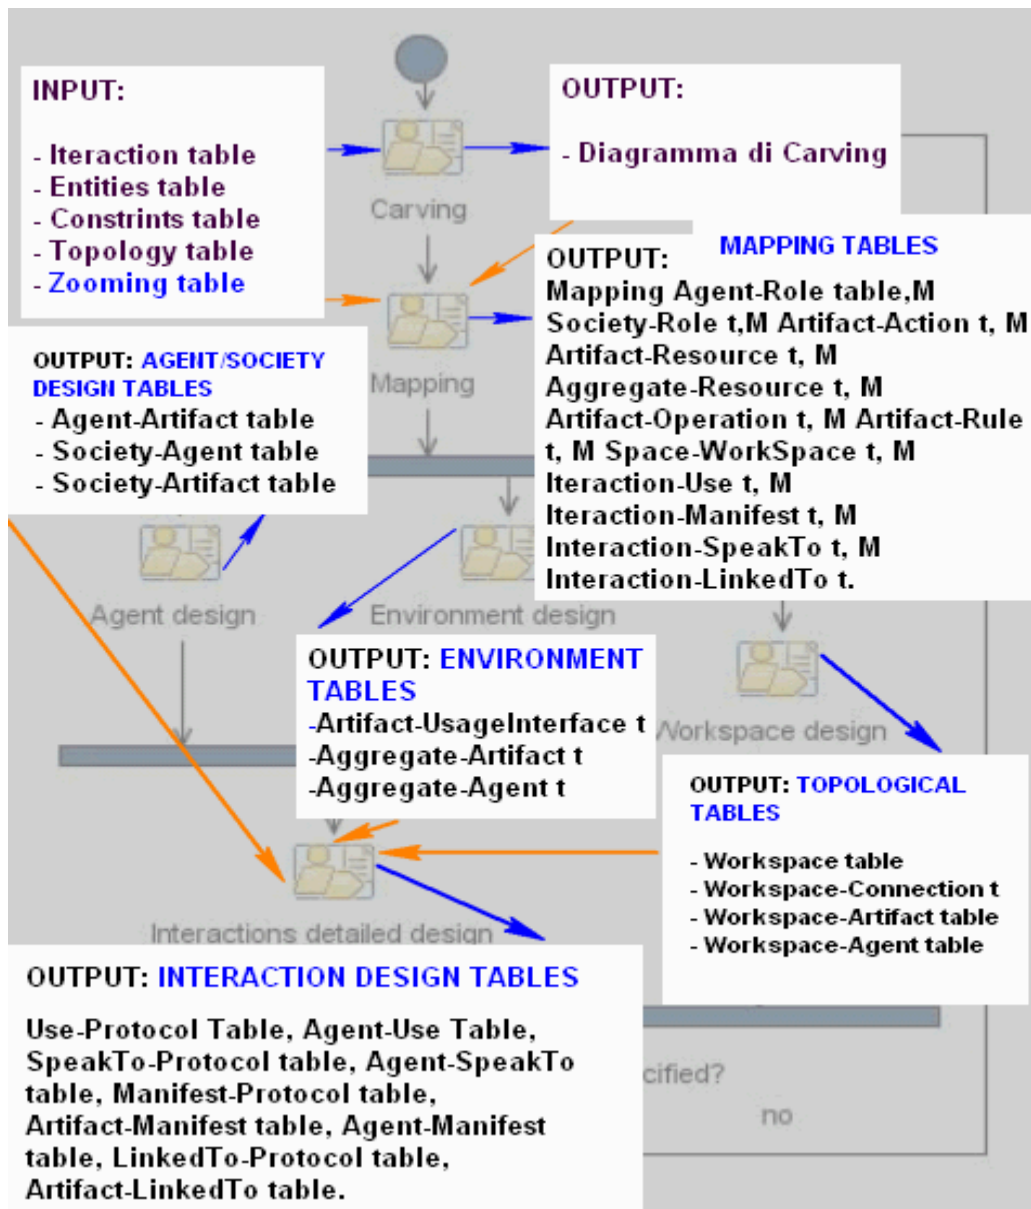 INPUT:
- Iteraction table
- Entities table
- Constrints table
- Topology table
- Zooming table
OUTPUT:
- Diagramma di Carving
Carving
MAPPING TABLES
OUTPUT:
Mapping Agent-Role table,M
Society-Role t,M Artifact-Action t, M
Artifact-Resource t, M
Aggregate-Resource t, M
Artifact-Operation t, M Artifact-Rule
t, M Space-WorkSpace t, M
Iteraction-Use t, M
Iteraction-Manifest t, M
Interaction-SpeakTo t, M
Interaction-LinkedTo t.
Mapping
OUTPUT: AGENT/SOCIETY
DESIGN TABLES
- Agent-Artifact table
- Society-Agent table
- Society-Artifact table
Agent design
Environment design
OUTPUT: ENVIRONMENT
TABLES
-Artifact-UsageInterface t
-Aggregate-Artifact t
-Aggregate-Agent t
Workspace design
OUTPUT: TOPOLOGICAL
TABLES
- Workspace table
- Workspace-Connection t
- Workspace-Artifact table
- Workspace-Agent table
Interactions detailed design
OUTPUT: INTERACTION DESIGN TABLES
Use-Protocol Table, Agent-Use Table,
SpeakTo-Protocol table, Agent-SpeakTo
table, Manifest-Protocol table,
Artifact-Manifest table, Agent-Manifest
table, LinkedTo-Protocol table,
Artifact-LinkedTo table.
cified?
no